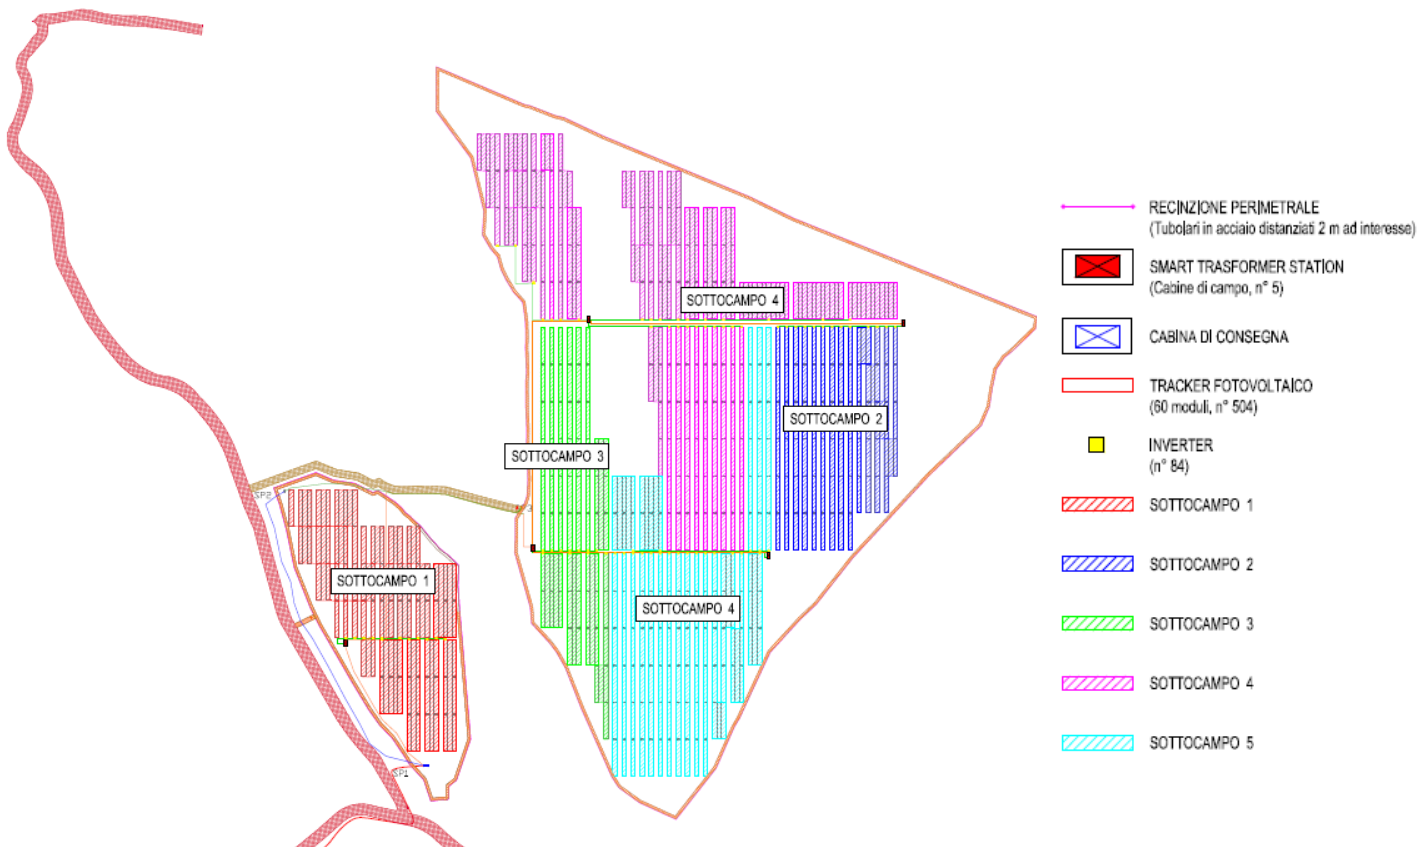 SOTTOCAMPO 4
SOTTOCAMPO 2
SOTTOCAMPO 3
SP2
SOTTOCAMPO 1
SOTTOCAMPO 4
SP1
RECINZIONE PERIMETRALE
(Tubolari in acciaio distanziati 2 m ad interesse)
SMART TRASFORMER STATION
(Cabine di campo, n° 5)
CABINA DI CONSEGNA
TRACKER FOTOVOLTAICO
(60 moduli, n° 504)
INVERTER
(n° 84)
SOTTOCAMPO 1
SOTTOCAMPO 2
SOTTOCAMPO 3
SOTTOCAMPO 4
SOTTOCAMPO 5